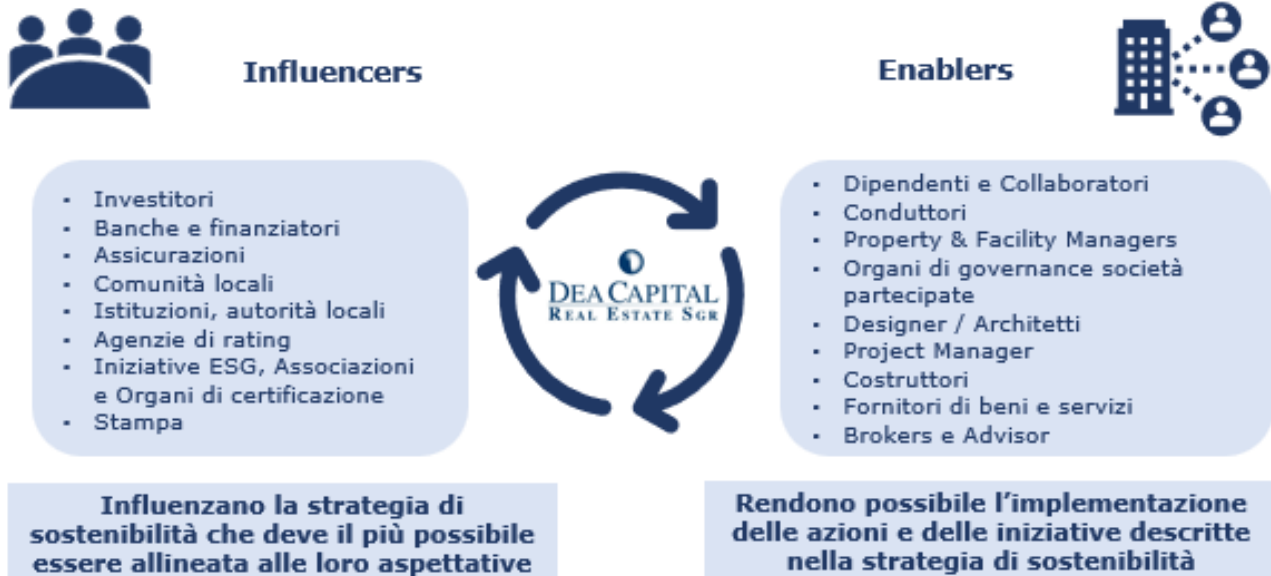 Influencers
· Investitori
· Banche e finanziatori
· Assicurazioni
· Comunità locali
· Istituzioni, autorità locali
· Agenzie di rating
· Iniziative ESG, Associazioni
e Organi di certificazione
· Stampa
Influenzano la strategia di
sostenibilità che deve il più possibile
essere allineata alle loro aspettative
DEA CAPITAL
REAL ESTATE SGR
Enablers
· Dipendenti e Collaboratori
· Conduttori
· Property & Facility Managers
· Organi di governance società
partecipate
· Designer / Architetti
· Project Manager
· Costruttori
· Fornitori di beni e servizi
· Brokers e Advisor
Rendono possibile l’implementazione
delle azioni e delle iniziative descritte
nella strategia di sostenibilità